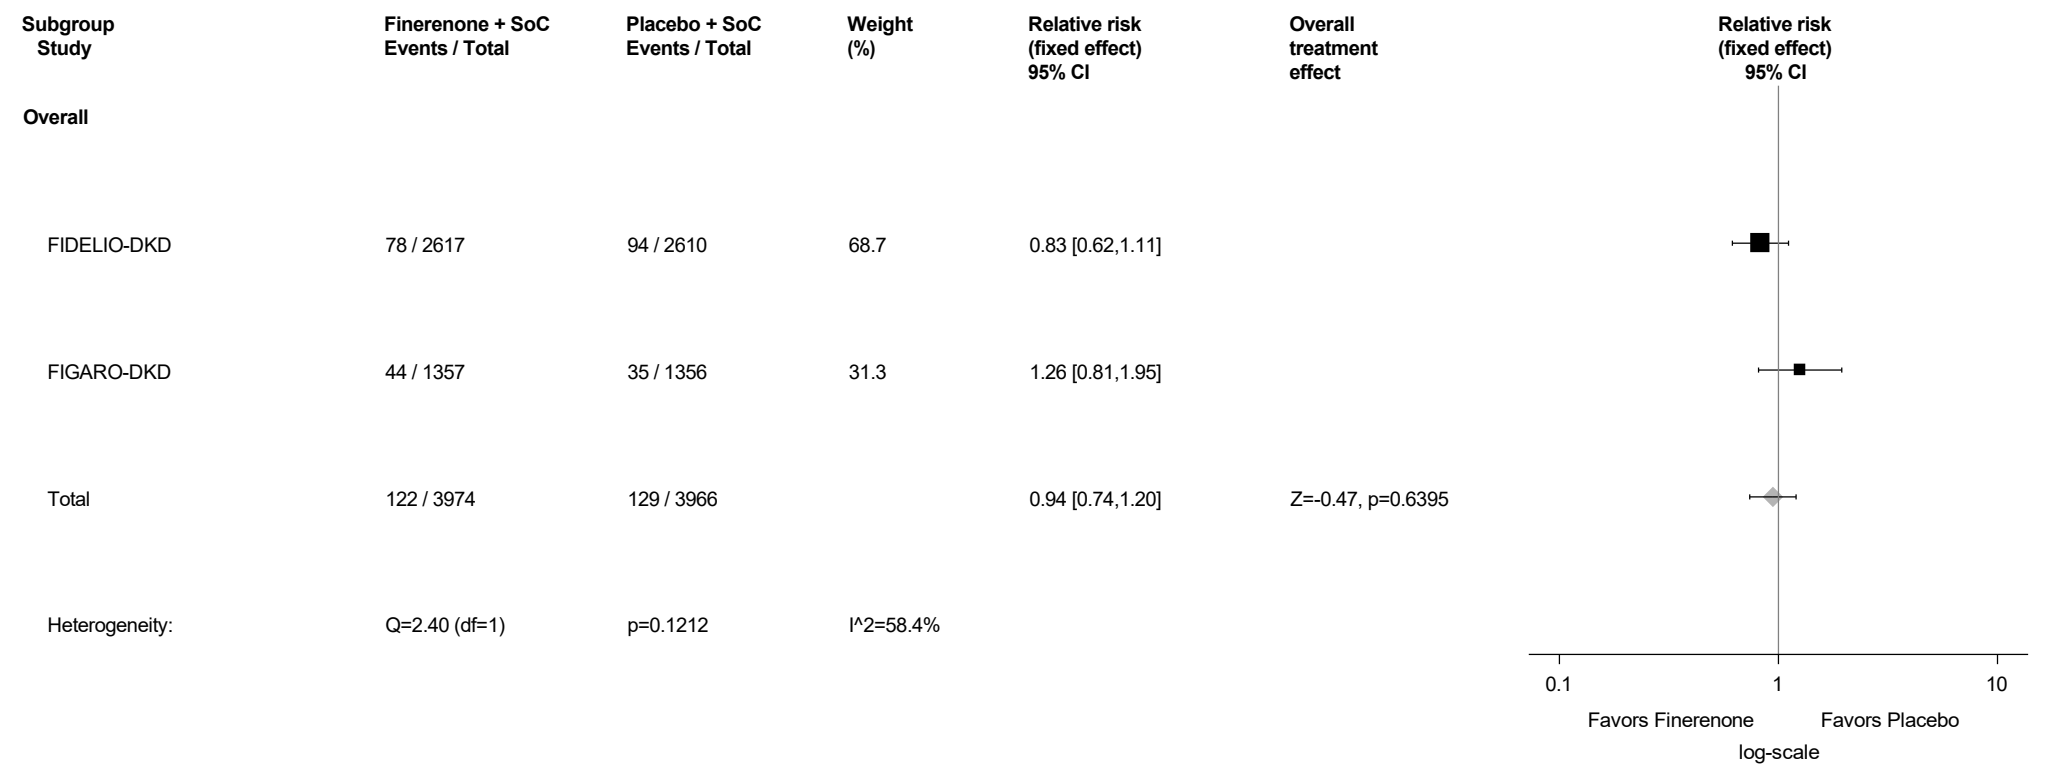 Subgroup Finerenone + SoC Placebo + SoC Weight Relative risk Overall Relative risk
Study Events / Total Events / Total (%) (fixed effect) treatment (fixed effect)
95% CI effect 95% CI
Overall
FIDELIO-DKD 78 / 2617 94 / 2610 68.7 0.83 [0.62,1.11]
FIGARO-DKD 44 / 1357 35 / 1356 31.3 1.26 [0.81,1.95]
Total 122 / 3974 129 / 3966 0.94 [0.74,1.20] Z=-0.47, p=0.6395
Heterogeneity: Q=2.40 (df=1) p=0.1212 I^2=58.4%
0.1 1 10
Favors Finerenone Favors Placebo
log-scale